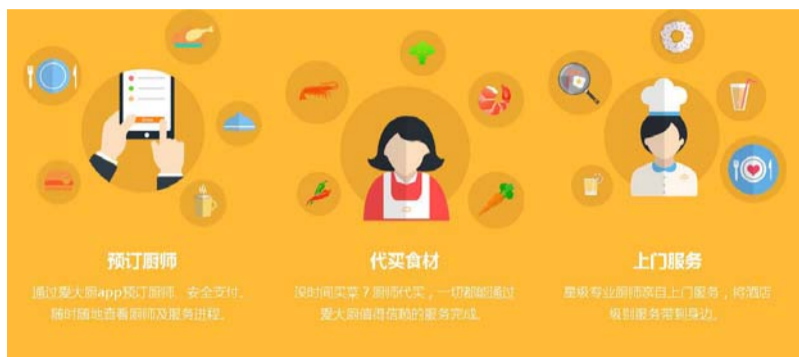 预订厨师
通过爱大厨app预订厨师、安全支付。
随时随地查看厨师及服务进程。
代买食材
没时间买菜？厨师代买，一切都能通过
爱大厨值得信赖的服务完成。
上门服务
星级专业厨师亲自上门服务，将酒店
级别服务带到身边。